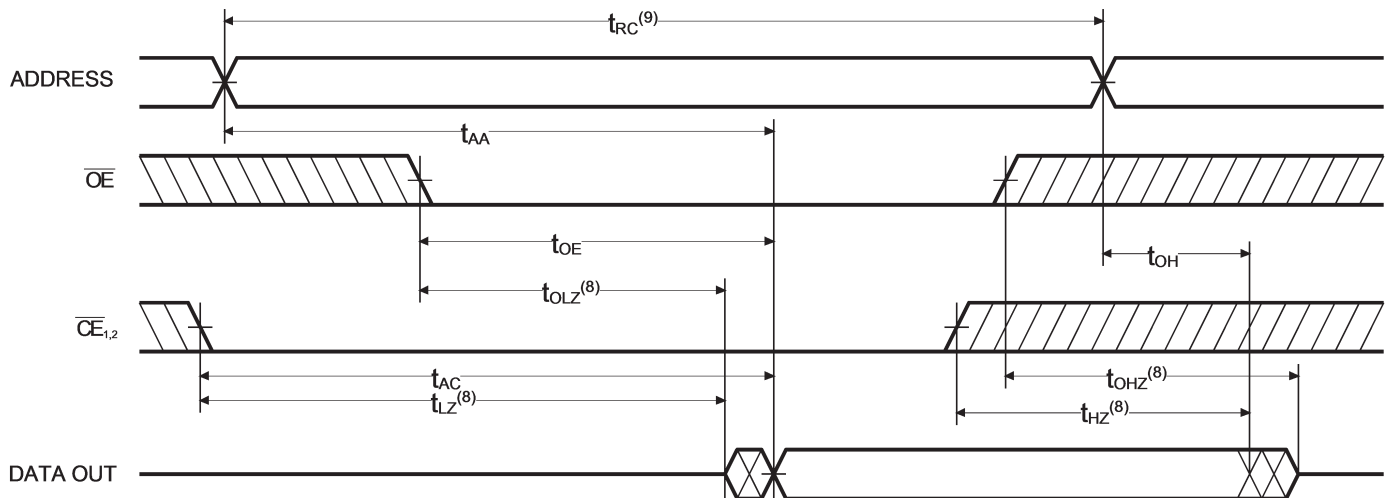 tRC(9)
ADDRESS
tAA
OE
tOE
tOH
tOLZ(8)
CE1,2
tAC
tOHZ(8)
tLZ(8)
tHZ(8)
DATA OUT